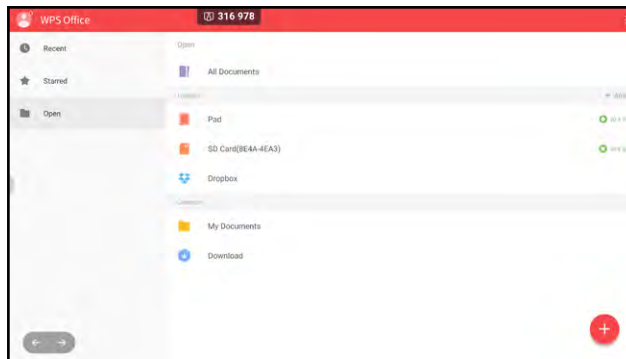 WPS Office
316 978
Recent
Starred
Open
Open
All Documents
Pad
SD Card(8E4A-4EA3)
Dropbox
My Documents
Download